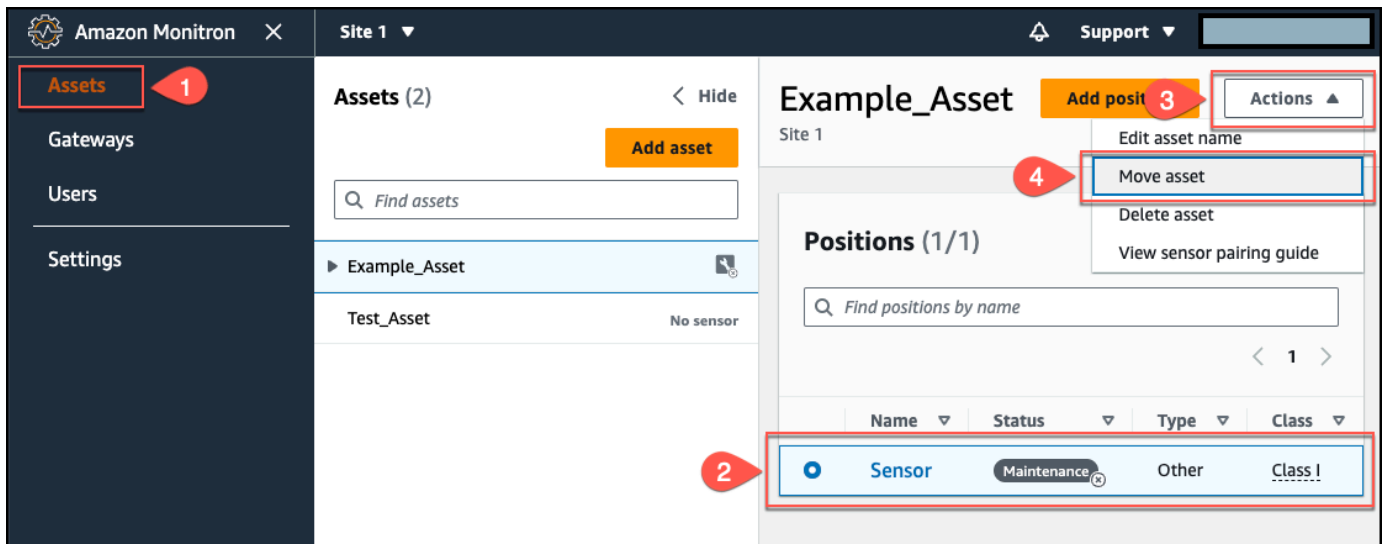 Amazon Monitron
Site 1
Support
Assets
1
Gateways
Users
Settings
Assets (2)
Hide
Add asset
Find assets
Example_Asset
Test_Asset
No sensor
Example_Asset
Site 1
Add posit
3
Actions
Edit asset name
4
Move asset
Delete asset
View sensor pairing guide
Positions (1/1)
Find positions by name
1
Name
Status
Type
Class
2
Sensor
Maintenance
Other
Class I